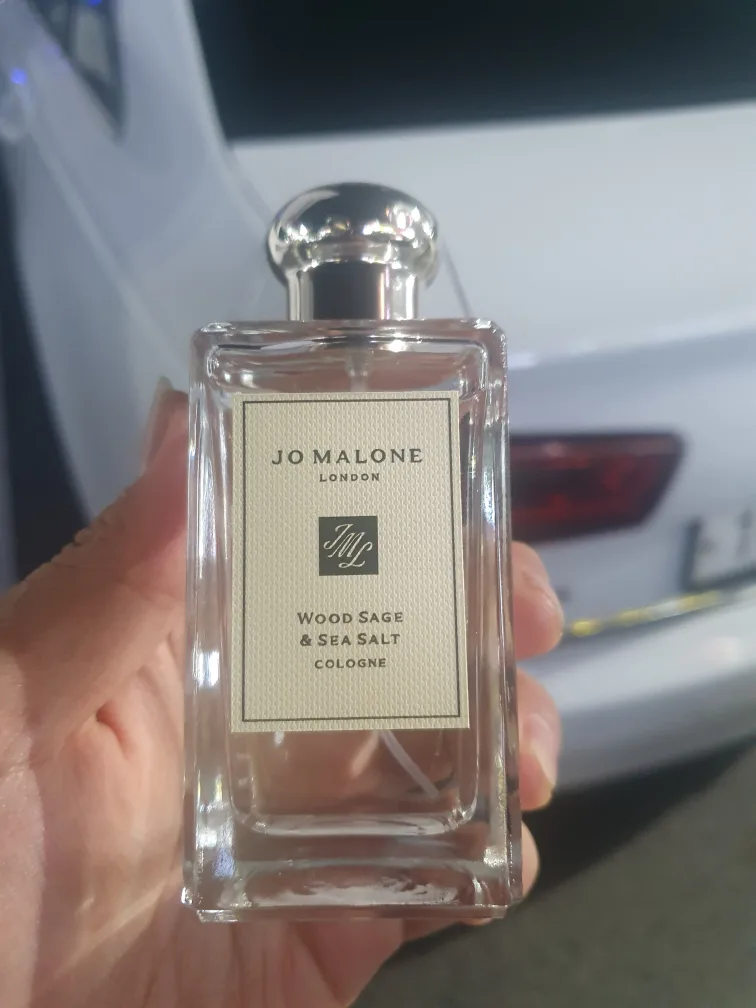 JO MALONE
LONDON
JML
WOOD SAGE
& SEA SALT
COLOGNE